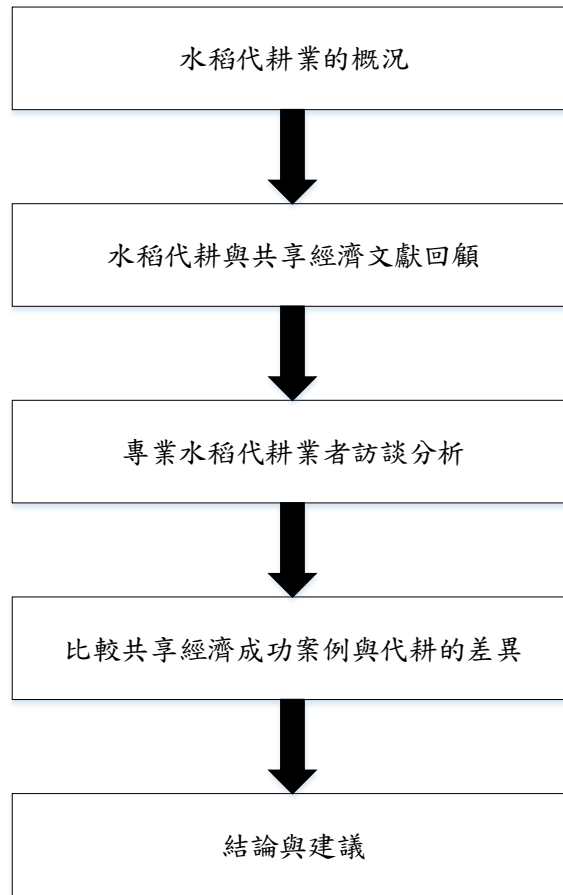 水稻代耕業的概況
水稻代耕與共享經濟文獻回顧
專業水稻代耕業者訪談分析
比較共享經濟成功案例與代耕的差異
結論與建議